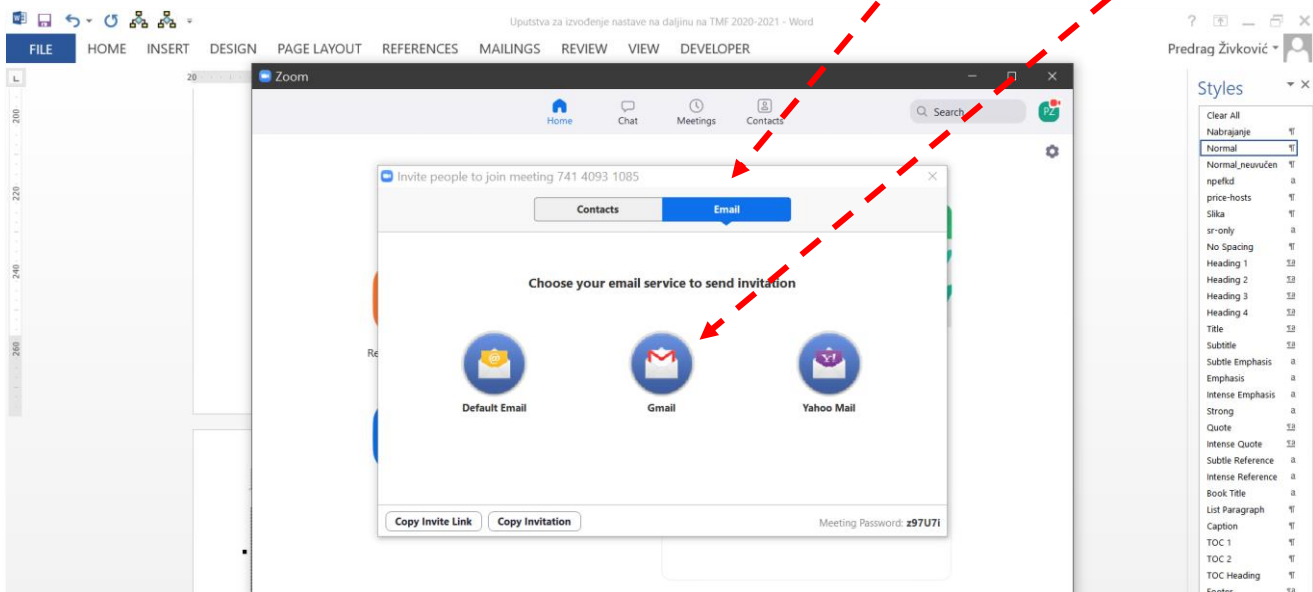 Uputstva za izvođenje nastave na daljinu na TMF 2020-2021 - Word
FILE HOME INSERT DESIGN PAGE LAYOUT REFERENCES MAILINGS REVIEW VIEW DEVELOPER
Predrag Živković
20
Zoom
Home Chat Meetings Contacts
Search
PZ
Invite people to join meeting 741 4093 1085
Contacts Email
Choose your email service to send invitation
Default Email Gmail Yahoo Mail
Copy Invite Link Copy Invitation
Meeting Password: z97U7i
Re
200
220
240
260
Styles
Clear All
Nabrajanje
Normal
Normal_neuvučen
npefkd
price-hosts
Slika
sr-only
No Spacing
Heading 1
Heading 2
Heading 3
Heading 4
Title
Subtitle
Subtle Emphasis
Emphasis
Intense Emphasis
Strong
Quote
Intense Quote
Subtle Reference
Intense Reference
Book Title
List Paragraph
Caption
TOC 1
TOC 2
TOC Heading
Footer